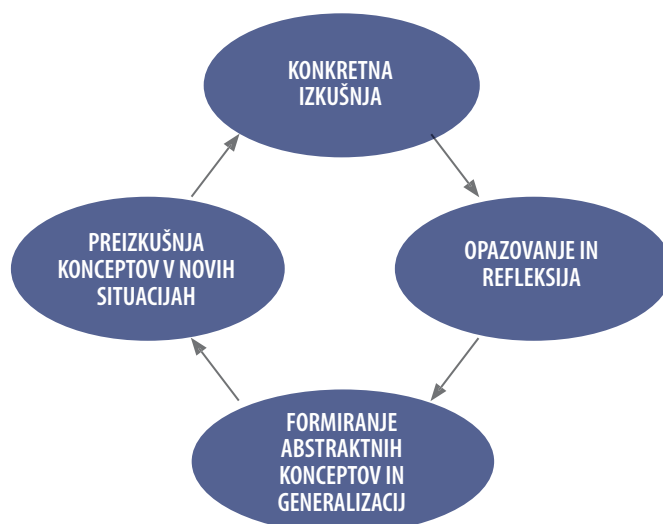 KONKRETNA
IZKUŠNJA
OPAZOVANJE IN
REFLEKSIJA
FORMIRANJE
ABSTRAKTNIH
KONCEPTOV IN
GENERALIZACIJ
PREIZKUŠNJA
KONCEPTOV V NOVIH
SITUACIJAH